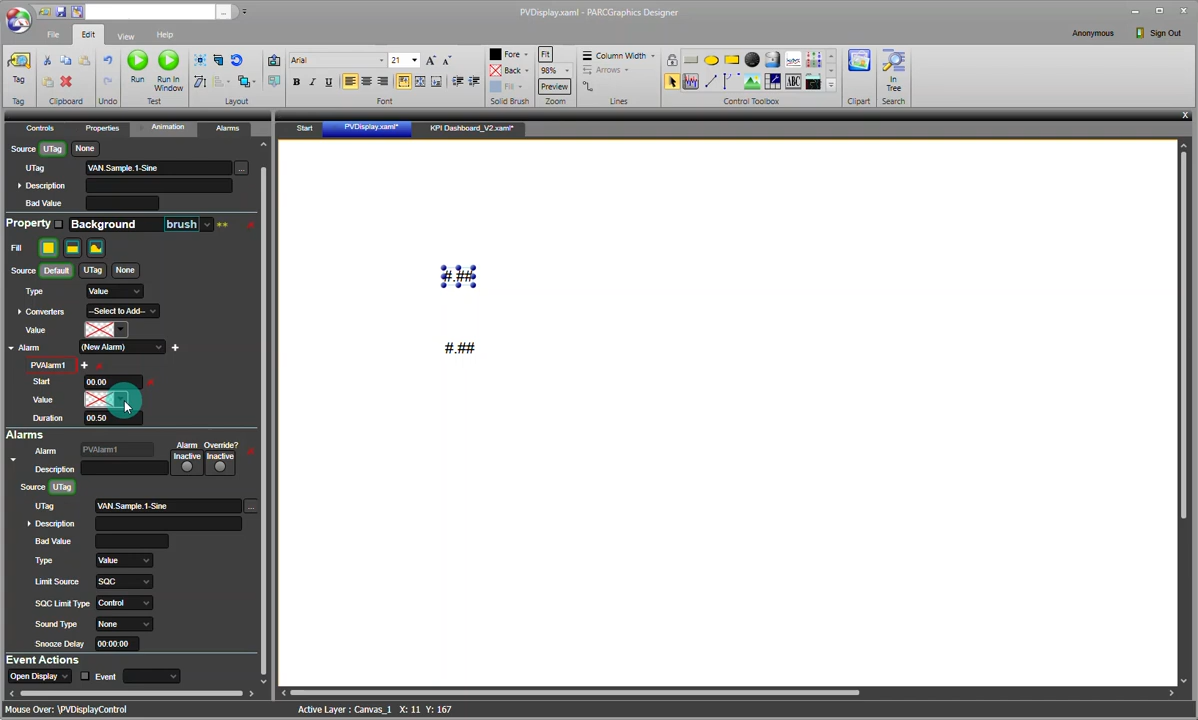 ...
PVDisplay.xaml - PARCGraphics Designer
File Edit View Help
Anonymous Sign Out
Tag Run Run In Window
Arial 21
B I U
Fore Back Fill
Fit 98% Preview
Column Width Arrows
ABC
In Tree
Tag Clipboard Undo Test Layout Font Solid Brush Zoom Lines Control Toolbox Clipart Search
X
Controls Properties Animation Alarms
Start PVDisplay.xaml* KPI Dashboard_V2.xaml*
Source UTag None
UTag VAN.Sample.1-Sine ...
Description
Bad Value
Property Background brush **
Fill
Source Default UTag None
Type Value
Converters --Select to Add--
Value
Alarm (New Alarm)
PVAlarm1
Start 00.00
Value
Duration 00.50
#.##
#.##
Alarms
Alarm Override?
Alarm PVAlarm1 Inactive Inactive
Description
Source UTag
UTag VAN.Sample.1-Sine ...
Description
Bad Value
Type Value
Limit Source SQC
SQC Limit Type Control
Sound Type None
Snooze Delay 00:00:00
Event Actions
Open Display Event
Mouse Over: \PVDisplayControl
Active Layer : Canvas_1 X: 11 Y: 167